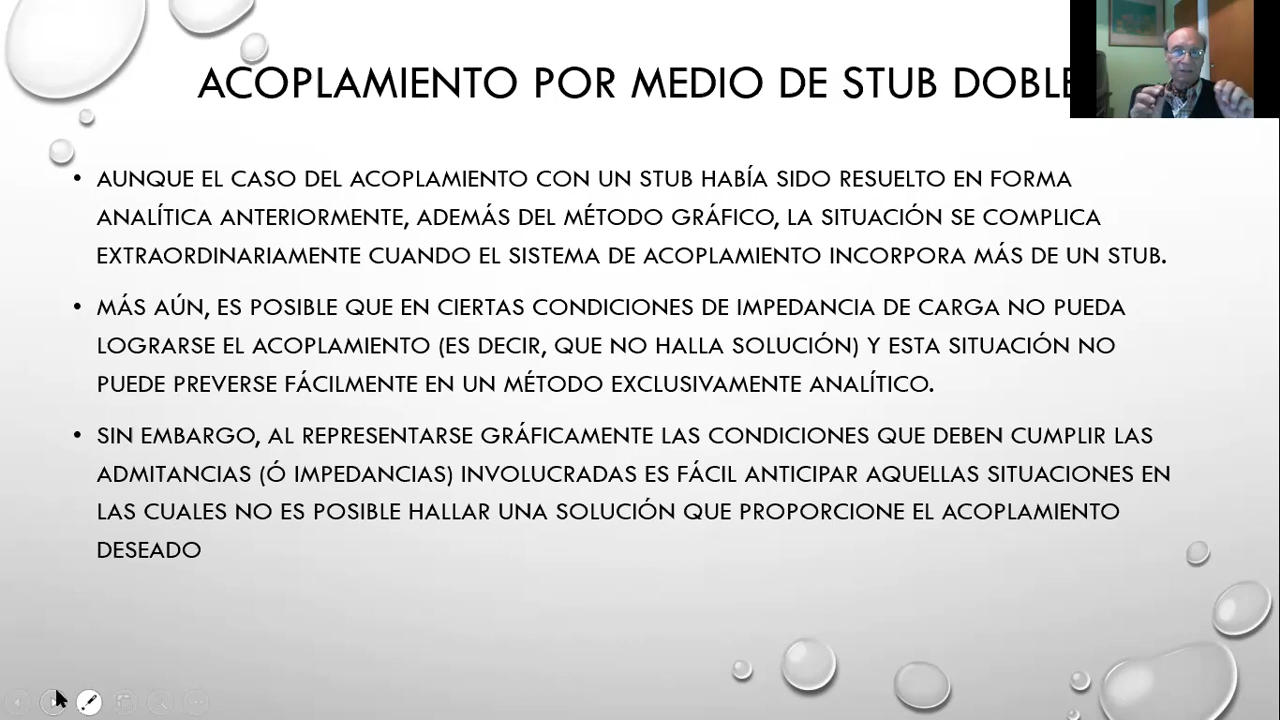 ACOPLAMIENTO POR MEDIO DE STUB DOBLE
• AUNQUE EL CASO DEL ACOPLAMIENTO CON UN STUB HABÍA SIDO RESUELTO EN FORMA
ANALÍTICA ANTERIORMENTE, ADEMÁS DEL MÉTODO GRÁFICO, LA SITUACIÓN SE COMPLICA
EXTRAORDINARIAMENTE CUANDO EL SISTEMA DE ACOPLAMIENTO INCORPORA MÁS DE UN STUB.
• MÁS AÚN, ES POSIBLE QUE EN CIERTAS CONDICIONES DE IMPEDANCIA DE CARGA NO PUEDA
LOGRARSE EL ACOPLAMIENTO (ES DECIR, QUE NO HALLA SOLUCIÓN) Y ESTA SITUACIÓN NO
PUEDE PREVERSE FÁCILMENTE EN UN MÉTODO EXCLUSIVAMENTE ANALÍTICO.
• SIN EMBARGO, AL REPRESENTARSE GRÁFICAMENTE LAS CONDICIONES QUE DEBEN CUMPLIR LAS
ADMITANCIAS (Ó IMPEDANCIAS) INVOLUCRADAS ES FÁCIL ANTICIPAR AQUELLAS SITUACIONES EN
LAS CUALES NO ES POSIBLE HALLAR UNA SOLUCIÓN QUE PROPORCIONE EL ACOPLAMIENTO
DESEADO